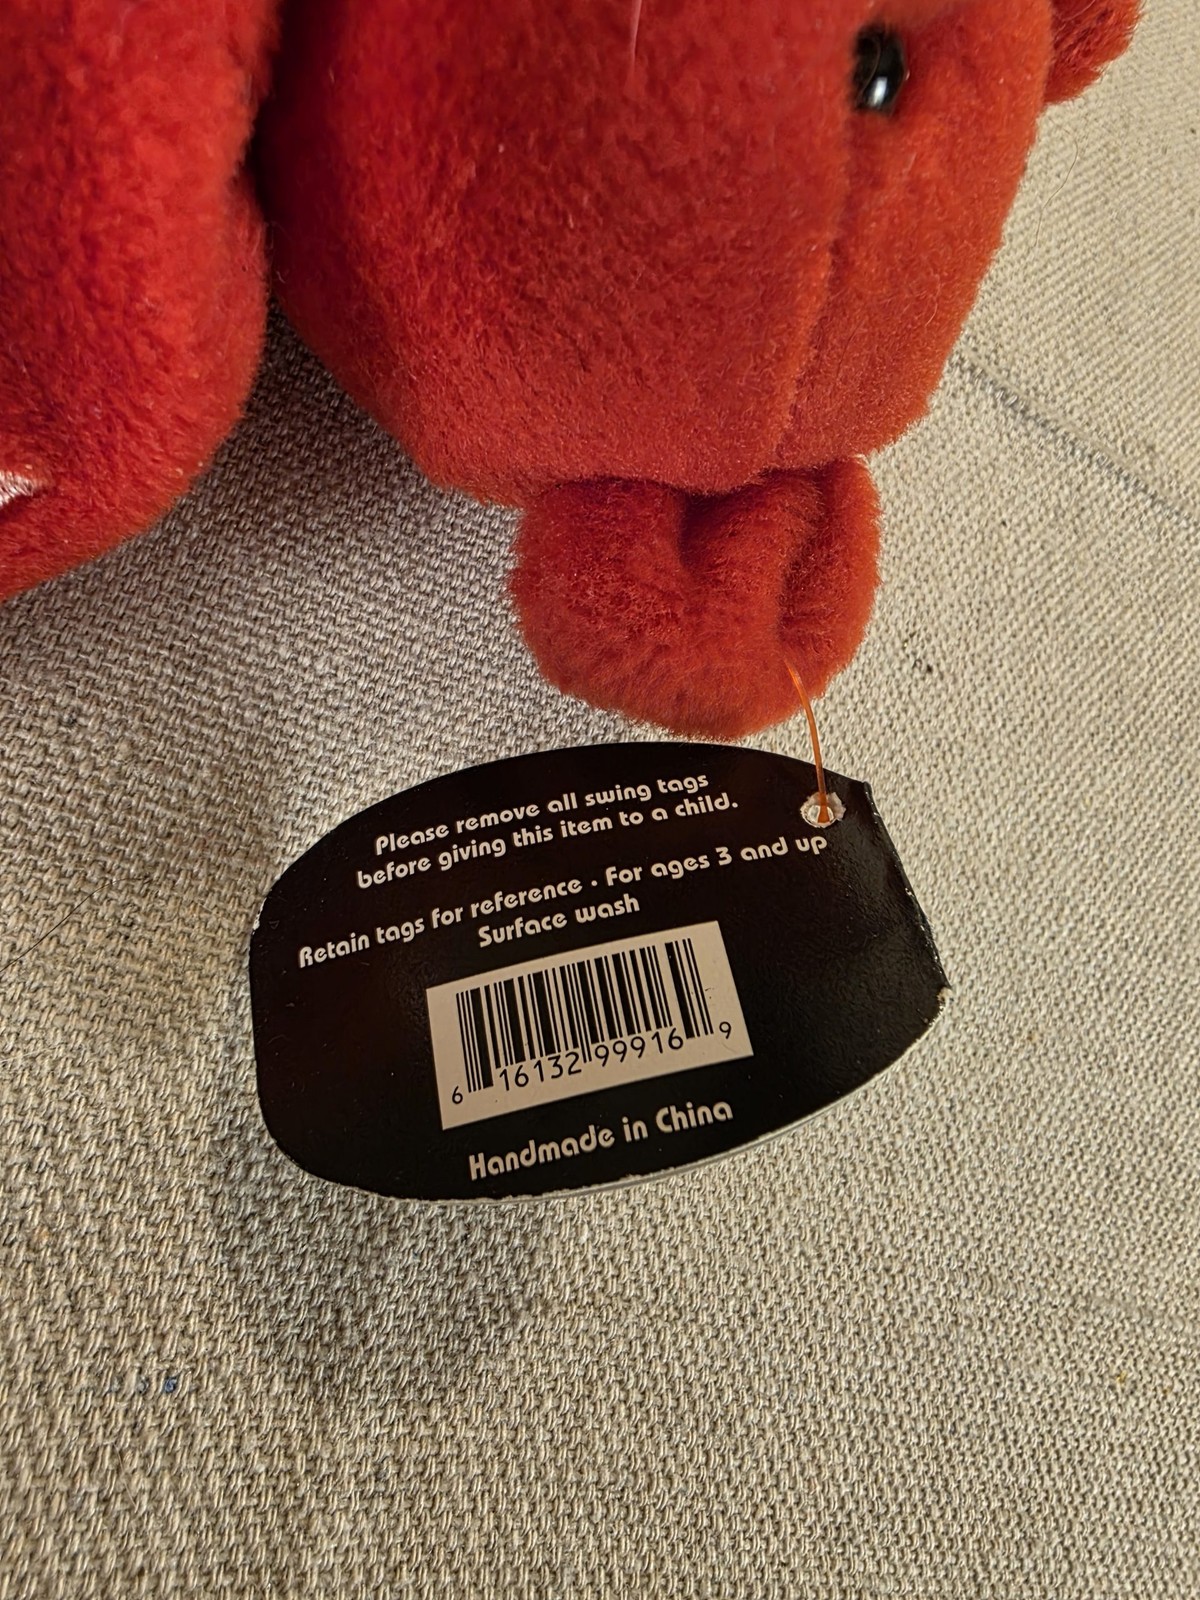 Please remove all swing tags
before giving this item to a child.
Retain tags for reference · For ages 3 and up
Surface wash
6 16132 99916 9
Handmade in China